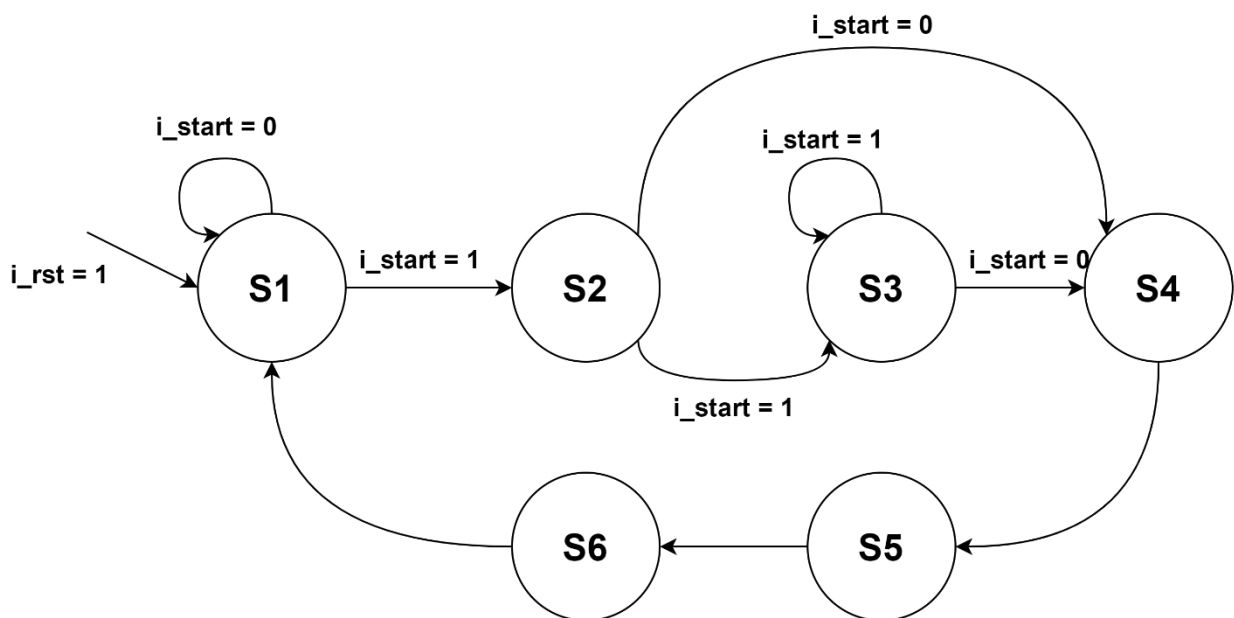 i_start = 0
i_start = 0
i_start = 1
i_rst = 1
i_start = 1
i_start = 0
S1
S2
S3
S4
i_start = 1
S6
S5